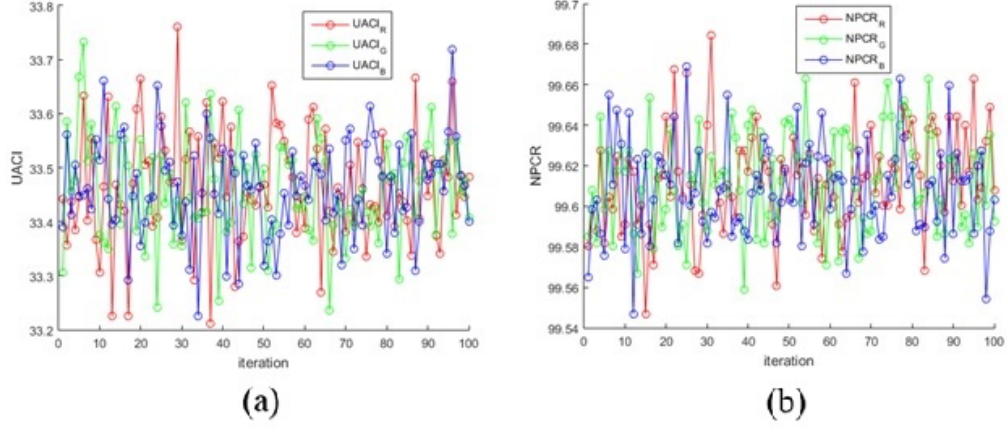 33.8
33.7
33.6
33.5
33.4
33.3
33.2
UACI
0 10 20 30 40 50 60 70 80 90 100
iteration
UACI_R
UACI_G
UACI_B
(a)
99.7
99.68
99.66
99.64
99.62
99.6
99.58
99.56
99.54
NPCR
0 10 20 30 40 50 60 70 80 90 100
iteration
NPCR_R
NPCR_G
NPCR_B
(b)